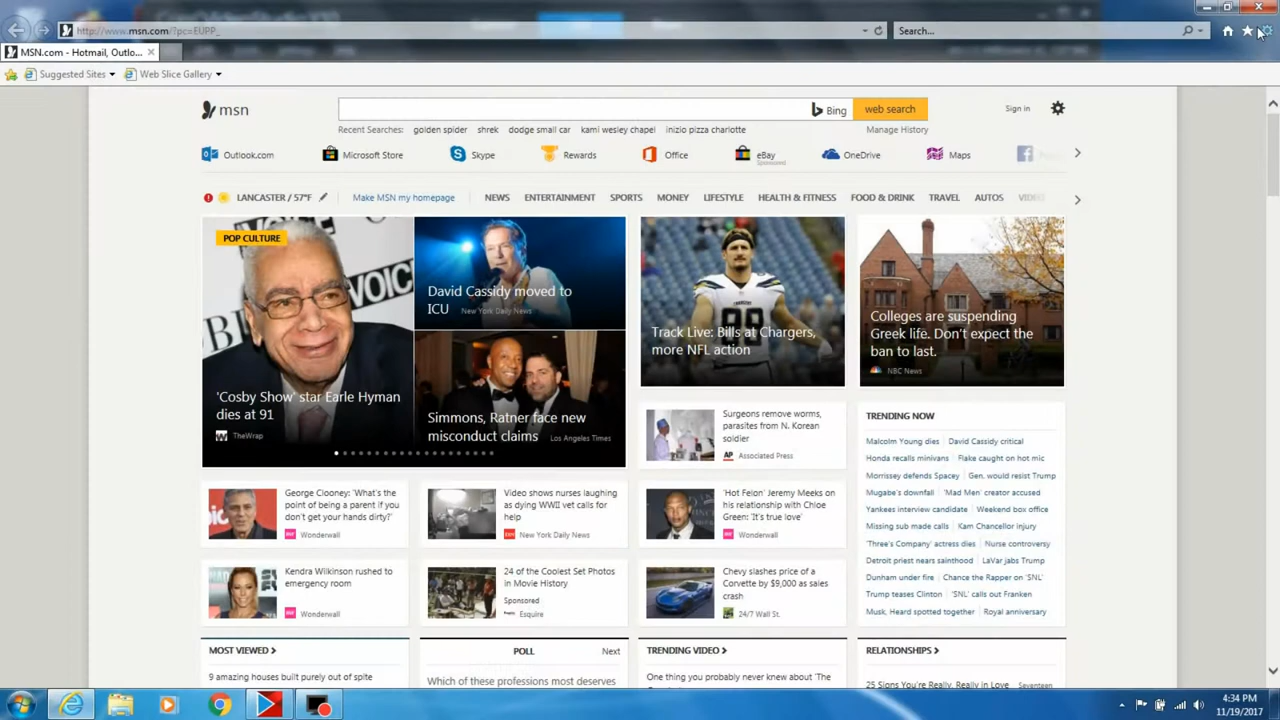 http://www.msn.com/?pc=EUPP_
Search...
MSN.com - Hotmail, Outlo...
Suggested Sites
Web Slice Gallery
msn
Bing
web search
Sign in
Recent Searches: golden spider shrek dodge small car kami wesley chapel inizio pizza charlotte
Manage History
Outlook.com
Microsoft Store
Skype
Rewards
Office
eBay
Sponsored
OneDrive
Maps
LANCASTER / 57°F
Make MSN my homepage
NEWS ENTERTAINMENT SPORTS MONEY LIFESTYLE HEALTH & FITNESS FOOD & DRINK TRAVEL AUTOS VIDEO
POP CULTURE
VOICE
'Cosby Show' star Earle Hyman
dies at 91
TheWrap
David Cassidy moved to
ICU New York Daily News
Simmons, Ratner face new
misconduct claims Los Angeles Times
Track Live: Bills at Chargers,
more NFL action
Colleges are suspending
Greek life. Don't expect the
ban to last.
NBC News
Surgeons remove worms,
parasites from N. Korean
soldier
AP Associated Press
TRENDING NOW
Malcolm Young dies David Cassidy critical
Honda recalls minivans Flake caught on hot mic
Morrissey defends Spacey Gen. would resist Trump
Mugabe's downfall 'Mad Men' creator accused
Yankees interview candidate Weekend box office
Missing sub made calls Kam Chancellor injury
'Three's Company' actress dies Nurse controversy
Detroit priest nears sainthood LaVar jabs Trump
Dunham under fire Chance the Rapper on 'SNL'
Trump teases Clinton 'SNL' calls out Franken
Musk, Heard spotted together Royal anniversary
George Clooney: 'What's the
point of being a parent if you
don't get your hands dirty?'
Wonderwall
Video shows nurses laughing
as dying WWII vet calls for
help
New York Daily News
'Hot Felon' Jeremy Meeks on
his relationship with Chloe
Green: 'It's true love'
Wonderwall
Kendra Wilkinson rushed to
emergency room
Wonderwall
24 of the Coolest Set Photos
in Movie History
Sponsored
Esquire
Chevy slashes price of a
Corvette by $9,000 as sales
crash
24/7 Wall St.
MOST VIEWED
9 amazing houses built purely out of spite
POLL
Next
Which of these professions most deserves
TRENDING VIDEO
One thing you probably never knew about 'The
RELATIONSHIPS
25 Signs You're Really, Really in Love Seventeen
4:34 PM
11/19/2017